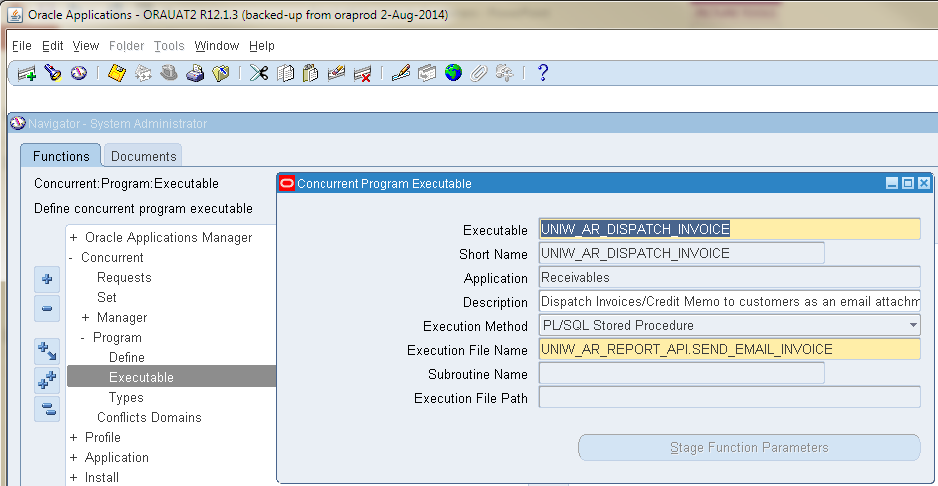 Oracle Applications - ORAUAT2 R12.1.3 (backed-up from oraprod 2-Aug-2014)
File Edit View Folder Tools Window Help
Navigator - System Administrator
Functions Documents
Concurrent:Program:Executable
Define concurrent program executable
+ Oracle Applications Manager
- Concurrent
Requests
Set
+ Manager
- Program
Define
Executable
Types
Conflicts Domains
+ Profile
+ Application
+ Install
Concurrent Program Executable
Executable UNIW_AR_DISPATCH_INVOICE
Short Name UNIW_AR_DISPATCH_INVOICE
Application Receivables
Description Dispatch Invoices/Credit Memo to customers as an email attachm
Execution Method PL/SQL Stored Procedure
Execution File Name UNIW_AR_REPORT_API.SEND_EMAIL_INVOICE
Subroutine Name
Execution File Path
Stage Function Parameters